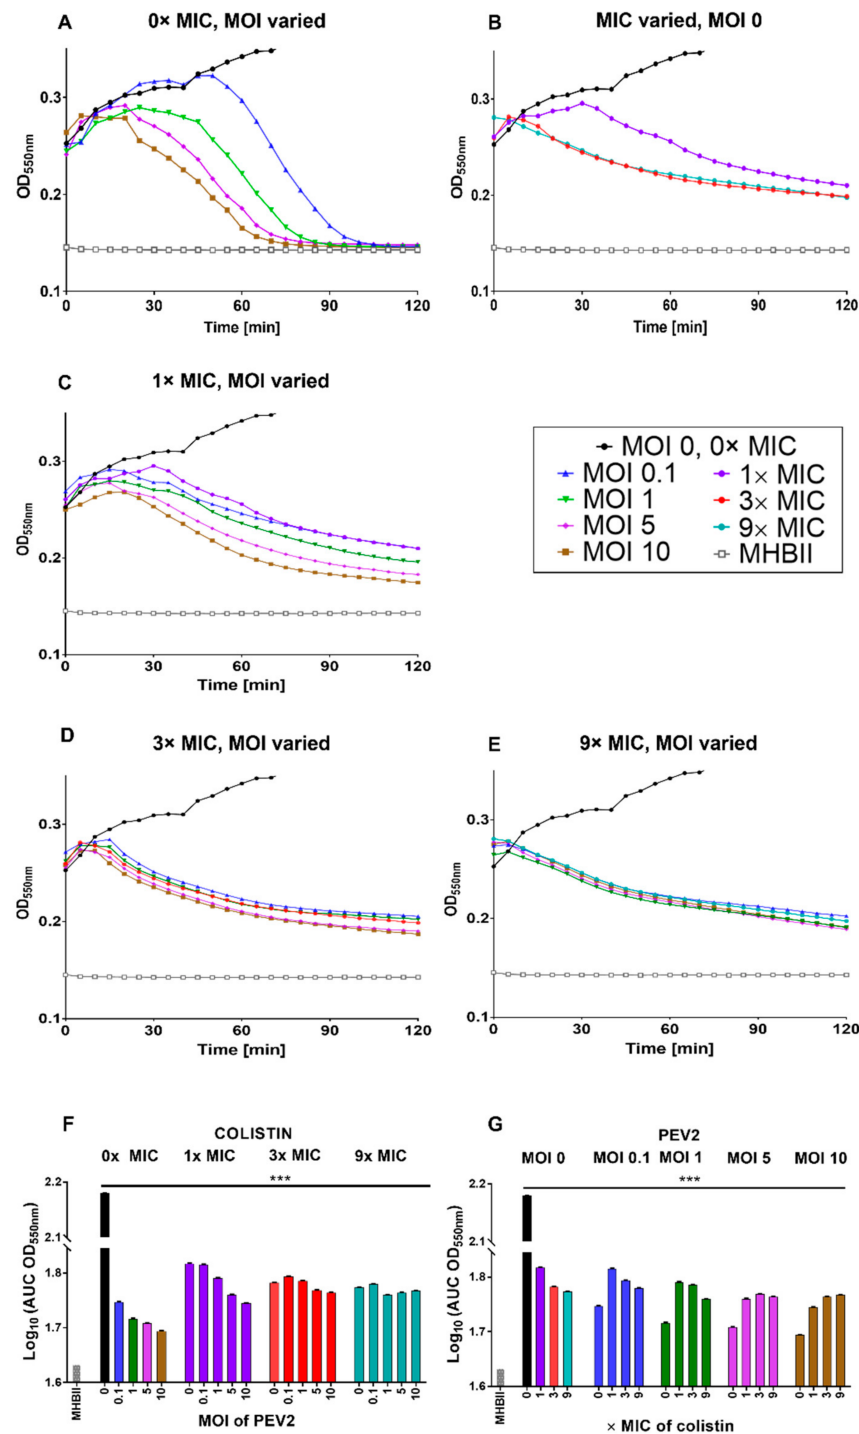 A
0× MIC, MOI varied
OD550nm
0.3
0.2
0.1
0
30
60
90
120
Time [min]
B
MIC varied, MOI 0
OD550nm
0.3
0.2
0.1
0
30
60
90
120
Time [min]
C
1× MIC, MOI varied
OD550nm
0.3
0.2
0.1
0
30
60
90
120
Time [min]
MOI 0, 0× MIC
MOI 0.1
1× MIC
MOI 1
3× MIC
MOI 5
9× MIC
MOI 10
MHBII
D
3× MIC, MOI varied
OD550nm
0.3
0.2
0.1
0
30
60
90
120
Time [min]
E
9× MIC, MOI varied
OD550nm
0.3
0.2
0.1
0
30
60
90
120
Time [min]
F
COLISTIN
0x MIC
1x MIC
3x MIC
9x MIC
***
Log10 (AUC OD550nm)
2.2
2.1
1.8
1.7
1.6
MHBII
0
0.1
1
5
10
0
0.1
1
5
10
0
0.1
1
5
10
0
0.1
1
5
10
MOI of PEV2
G
PEV2
MOI 0
MOI 0.1
MOI 1
MOI 5
MOI 10
***
Log10 (AUC OD550nm)
2.2
2.1
1.8
1.7
1.6
MHBII
0
1
3
9
0
1
3
9
0
1
3
9
0
1
3
9
0
1
3
9
× MIC of colistin